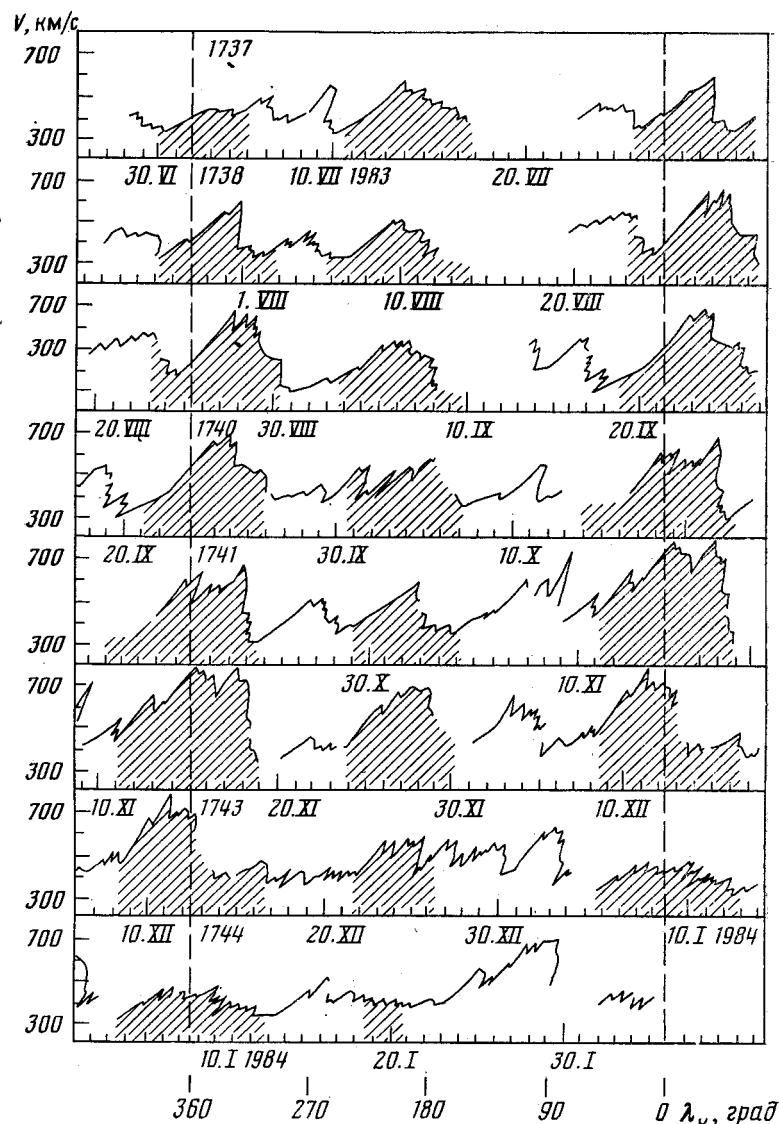 V, км/с
700 1737
300
30.VI 1738 10.VII 1983 20.VII
700
300
1.VIII 10.VIII 20.VIII
700
300
20.VIII 1740 30.VIII 10.IX 20.IX
700
300
20.IX 1741 30.IX 10.X
700
300
30.X 10.XI
700
300
10.XI 1743 20.XI 30.XI 10.XII
700
300
10.XII 1744 20.XII 30.XII 10.I 1984
700
300
10.I 1984 20.I 30.I
360 270 180 90 0 λ, град